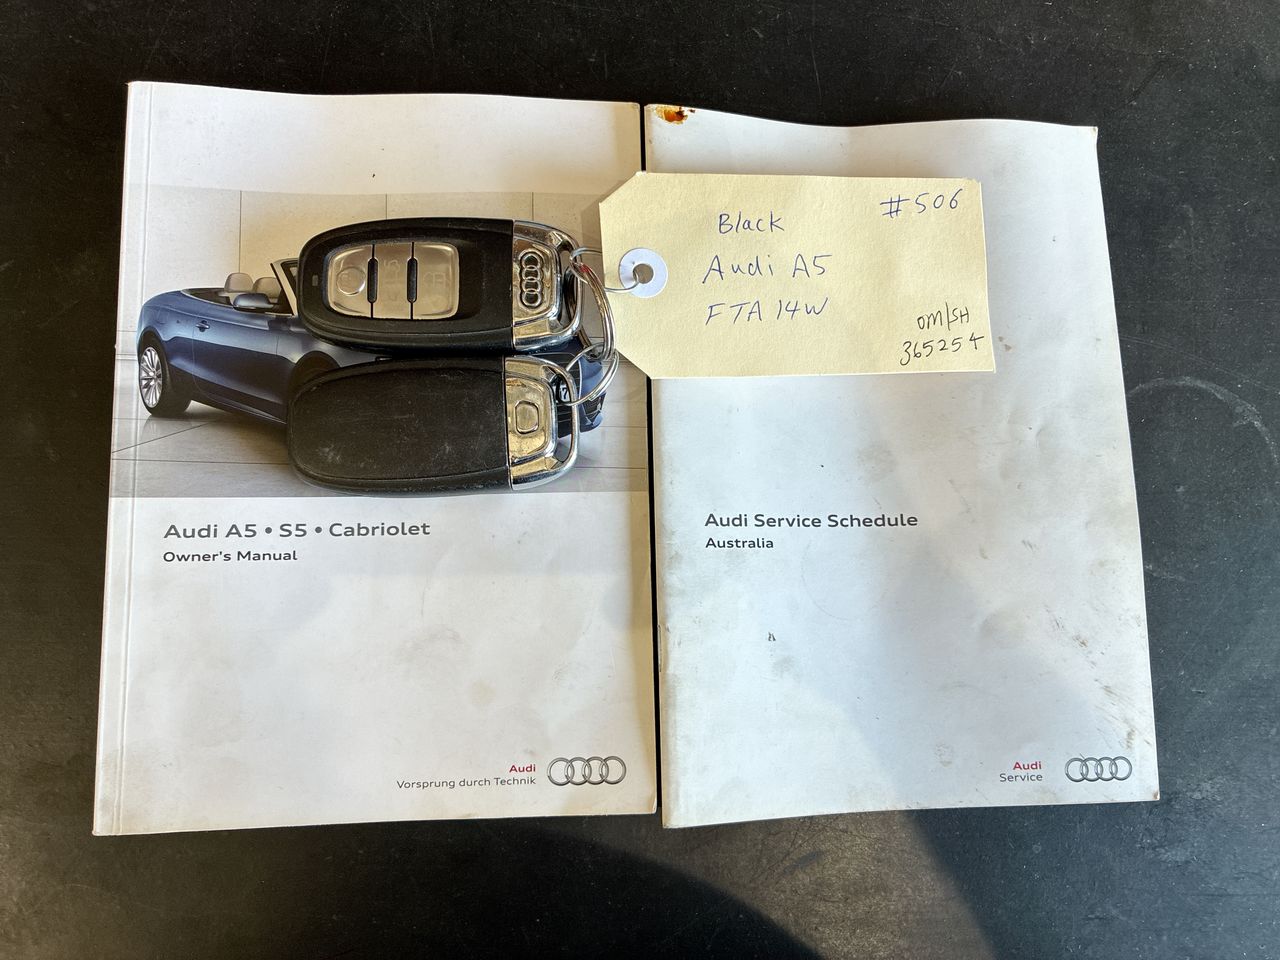 #506
Black
Audi A5
FTA 14W
OM/SH
365254
Audi A5 • S5 • Cabriolet
Owner's Manual
Audi
Vorsprung durch Technik
Audi Service Schedule
Australia
Audi
Service